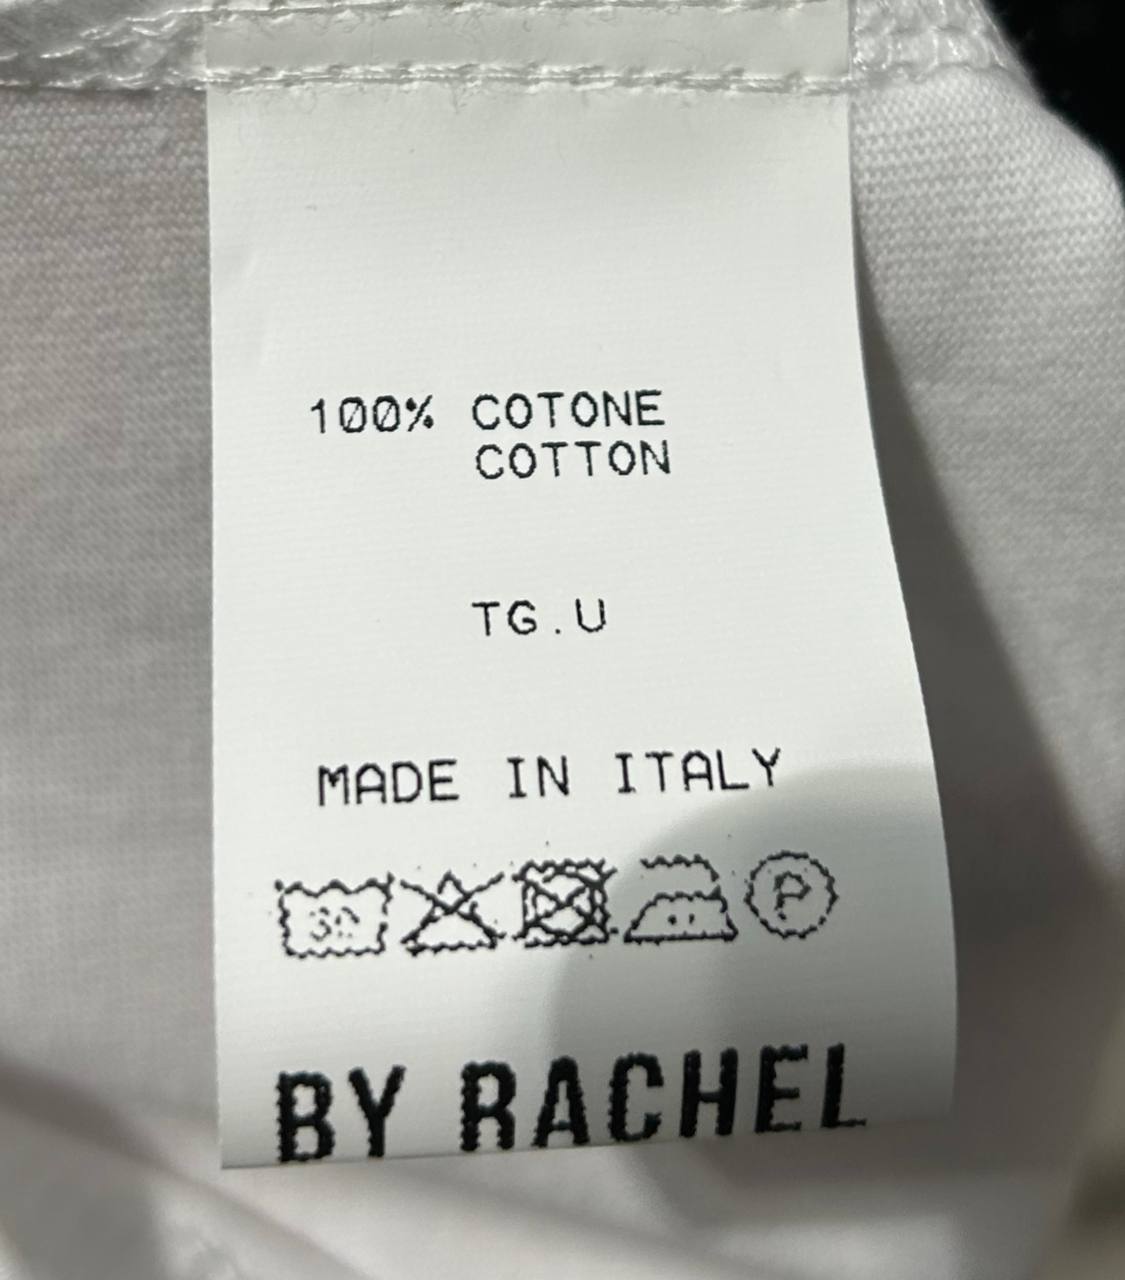 100% COTONE
COTTON
TG.U
MADE IN ITALY
30 P
BY RACHEL